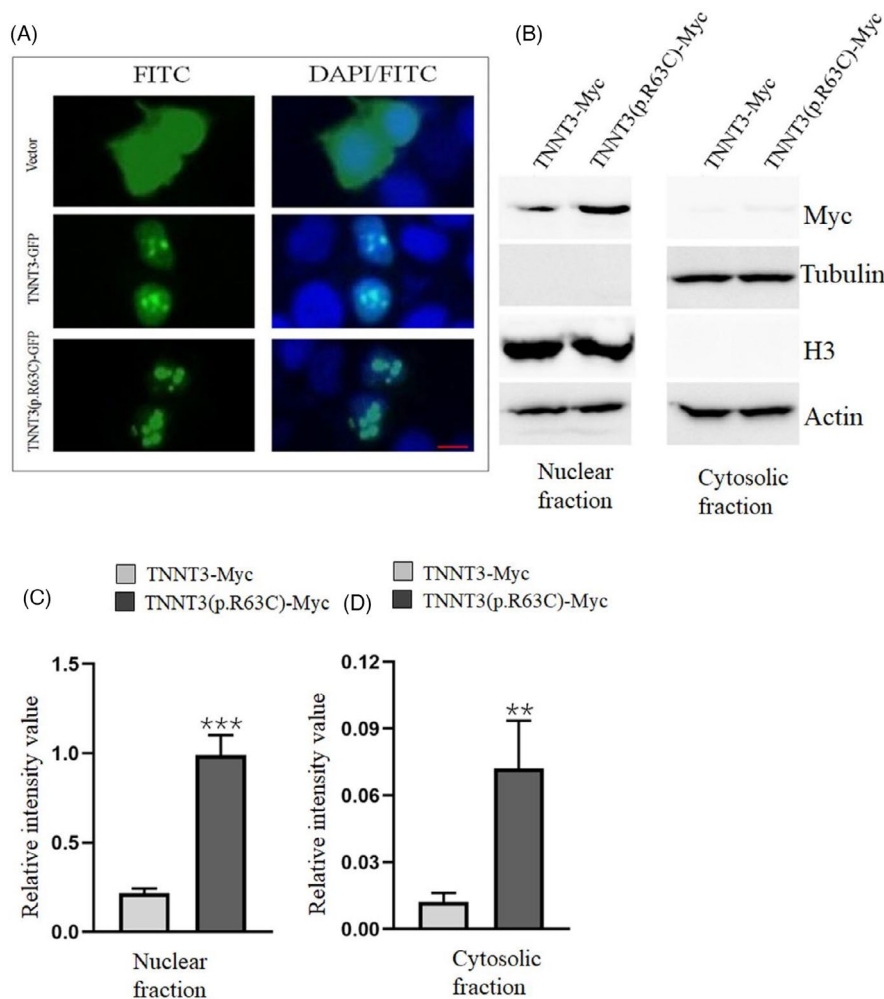 (A)
FITC
DAPI/FITC
Vector
TNNT3-GFP
TNNT3(p.R63C)-GFP
(B)
TNNT3-Myc
TNNT3(p.R63C)-Myc
TNNT3-Myc
TNNT3(p.R63C)-Myc
Myc
Tubulin
H3
Actin
Nuclear
fraction
Cytosolic
fraction
(C)
TNNT3-Myc
TNNT3(p.R63C)-Myc
Relative intensity value
1.5
1.0
0.5
0.0
***
Nuclear
fraction
(D)
TNNT3-Myc
TNNT3(p.R63C)-Myc
Relative intensity value
0.12
0.09
0.06
0.03
0.00
**
Cytosolic
fraction